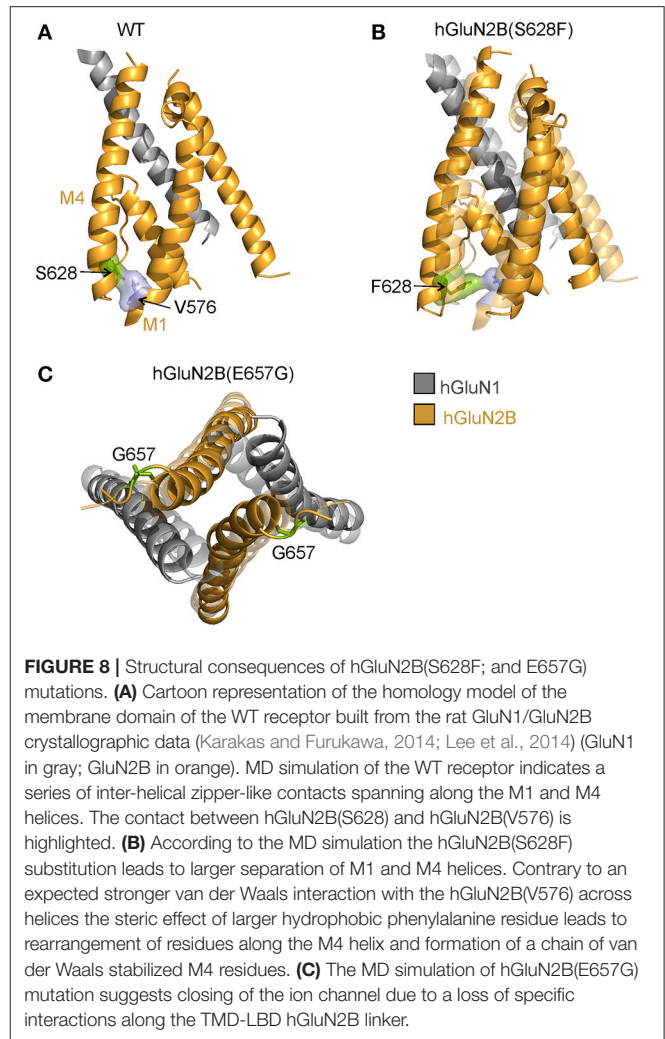 A WT
B hGluN2B(S628F)
M4
S628
V576
M1
F628
C hGluN2B(E657G)
G657
G657
hGluN1
hGluN2B
FIGURE 8 | Structural consequences of hGluN2B(S628F; and E657G)
mutations. (A) Cartoon representation of the homology model of the
membrane domain of the WT receptor built from the rat GluN1/GluN2B
crystallographic data (Karakas and Furukawa, 2014; Lee et al., 2014) (GluN1
in gray; GluN2B in orange). MD simulation of the WT receptor indicates a
series of inter-helical zipper-like contacts spanning along the M1 and M4
helices. The contact between hGluN2B(S628) and hGluN2B(V576) is
highlighted. (B) According to the MD simulation the hGluN2B(S628F)
substitution leads to larger separation of M1 and M4 helices. Contrary to an
expected stronger van der Waals interaction with the hGluN2B(V576) across
helices the steric effect of larger hydrophobic phenylalanine residue leads to
rearrangement of residues along the M4 helix and formation of a chain of van
der Waals stabilized M4 residues. (C) The MD simulation of hGluN2B(E657G)
mutation suggests closing of the ion channel due to a loss of specific
interactions along the TMD-LBD hGluN2B linker.